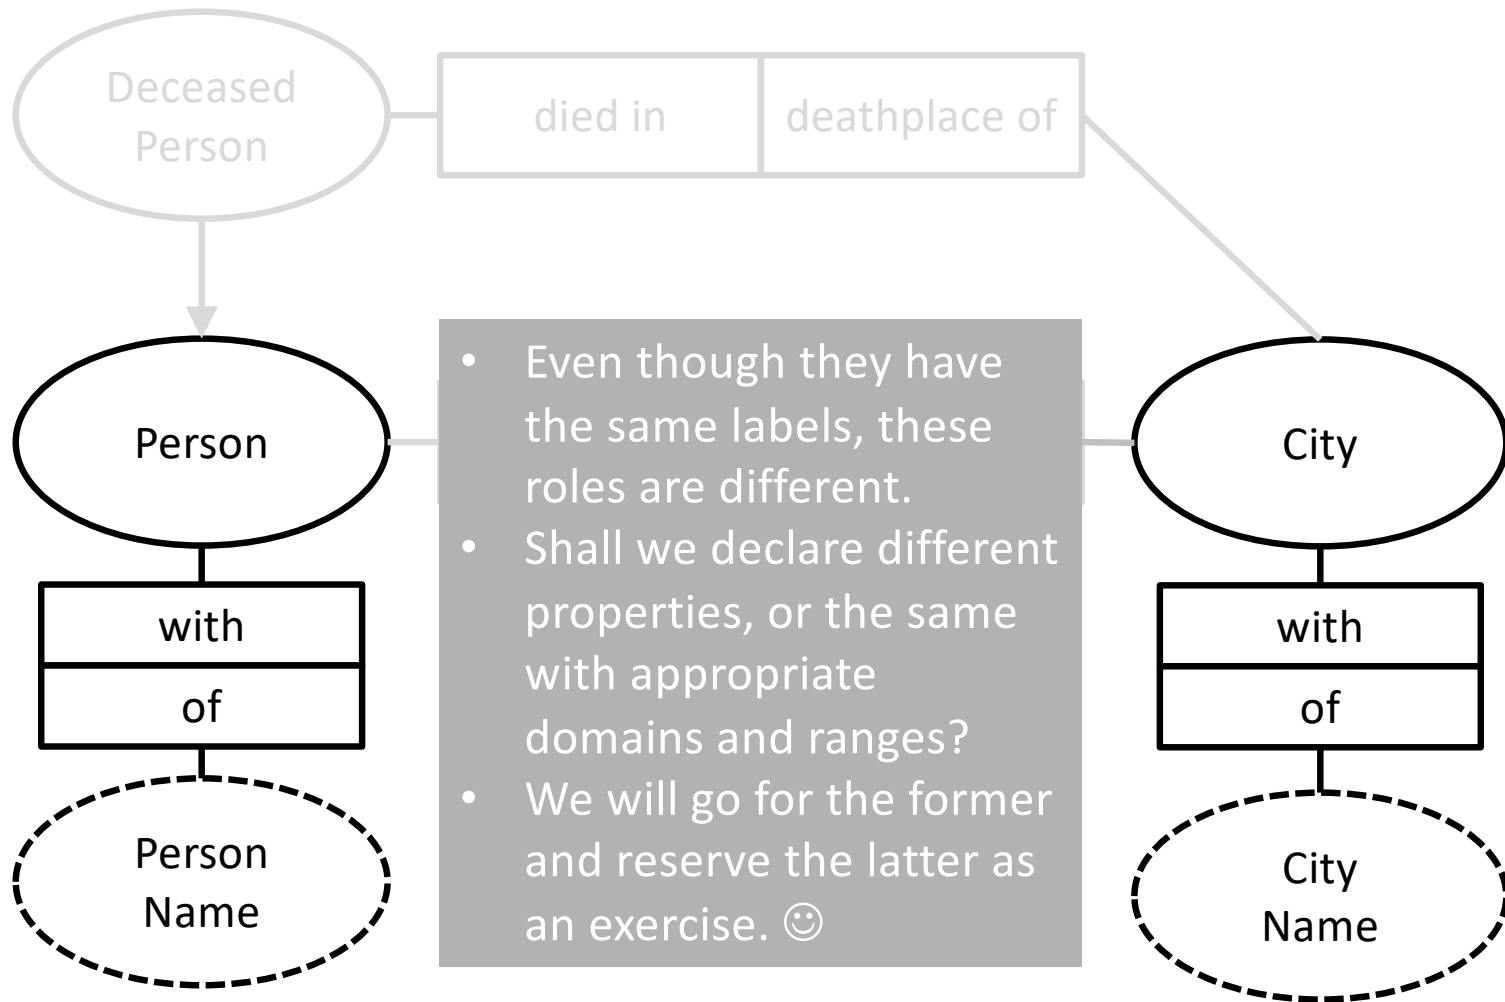 Deceased
Person
died in
deathplace of
Person
• Even though they have
the same labels, these
roles are different.
• Shall we declare different
properties, or the same
with appropriate
domains and ranges?
• We will go for the former
and reserve the latter as
an exercise. ☺
City
with
of
Person
Name
with
of
City
Name